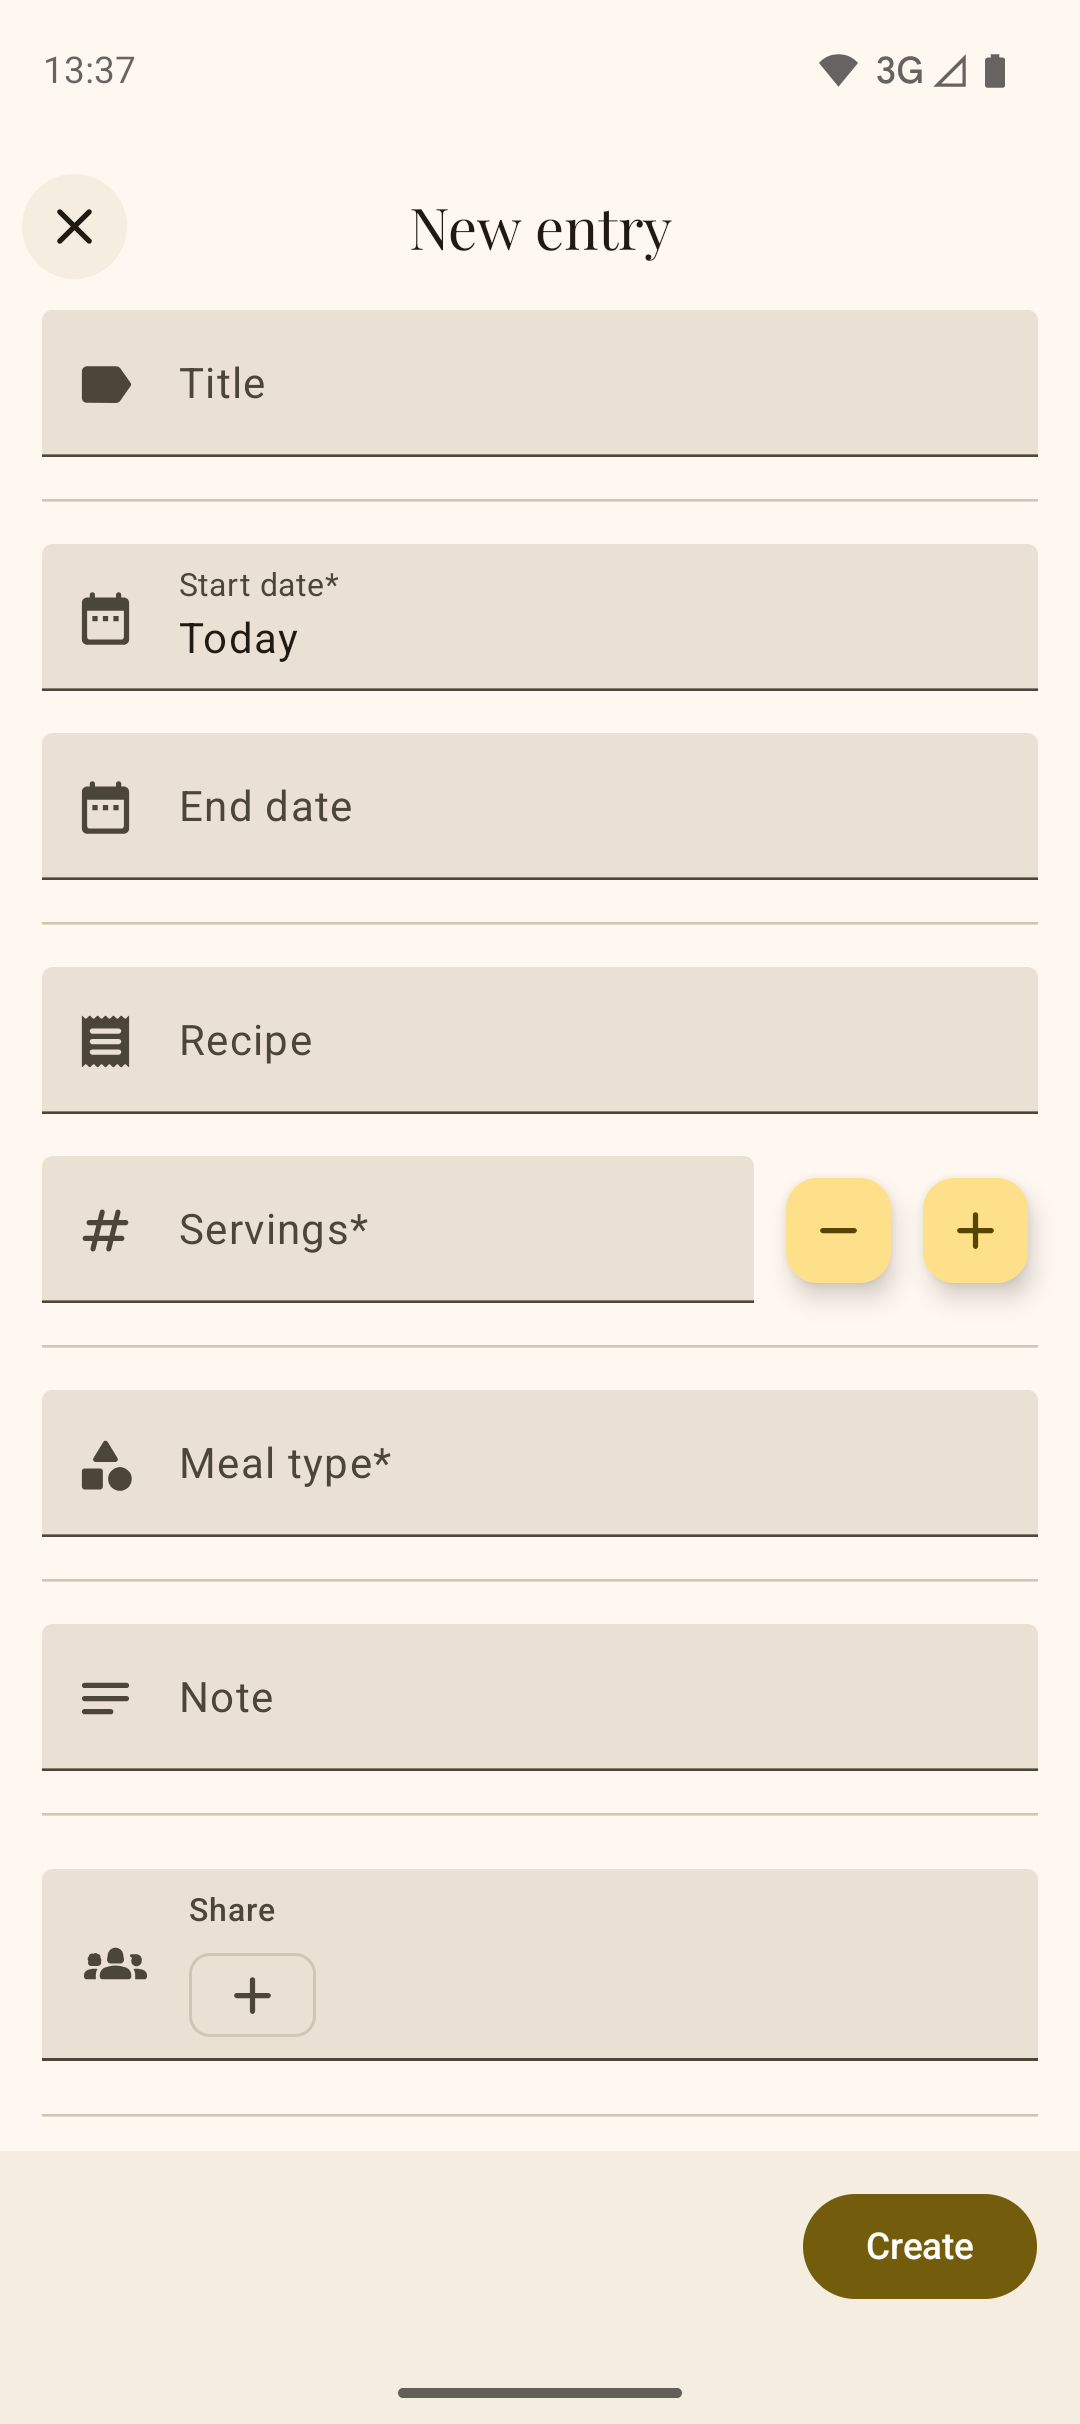 13:37
3G
New entry
Title
Start date*
Today
End date
Recipe
Servings*
Meal type*
Note
Share
Create